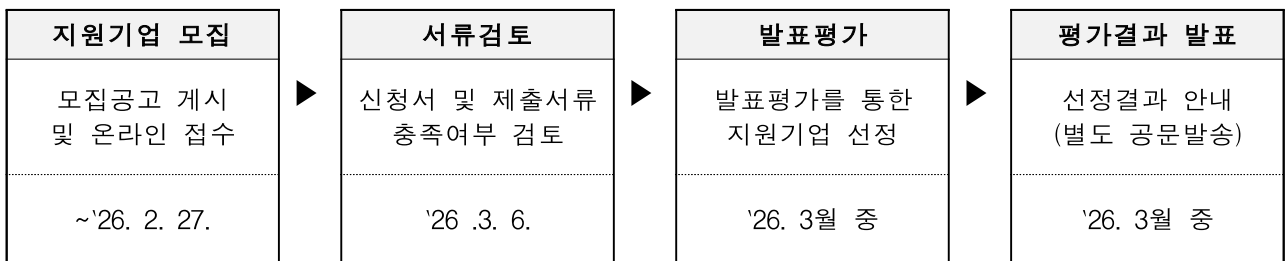 지원기업 모집
모집공고 게시
및 온라인 접수
~‘26. 2. 27.
▶
서류검토
신청서 및 제출서류
충족여부 검토
‘26 .3. 6.
▶
발표평가
발표평가를 통한
지원기업 선정
‘26. 3월 중
▶
평가결과 발표
선정결과 안내
(별도 공문발송)
‘26. 3월 중